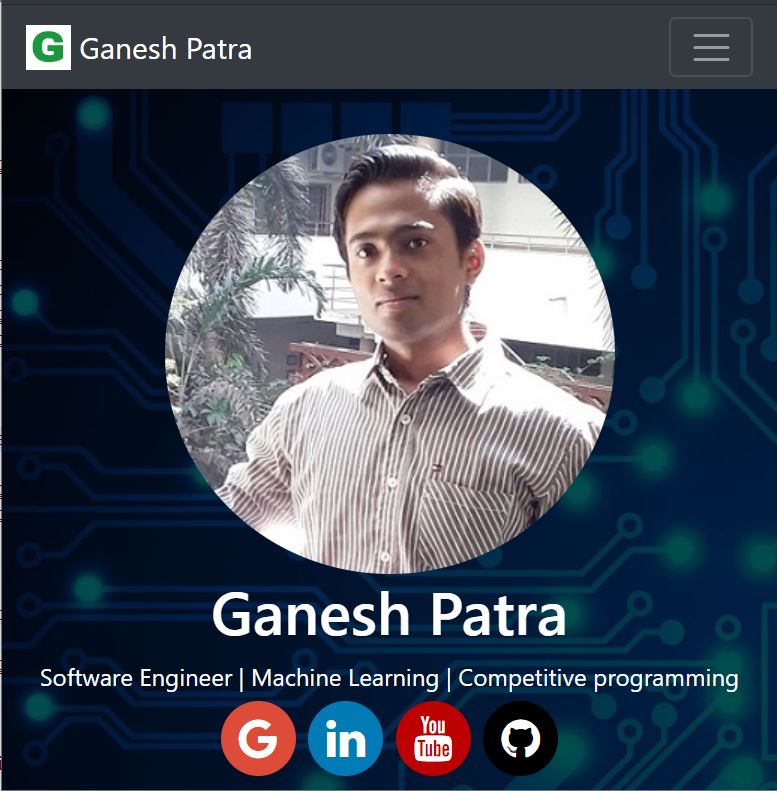 G Ganesh Patra
Ganesh Patra
Software Engineer | Machine Learning | Competitive programming
G in You Tube